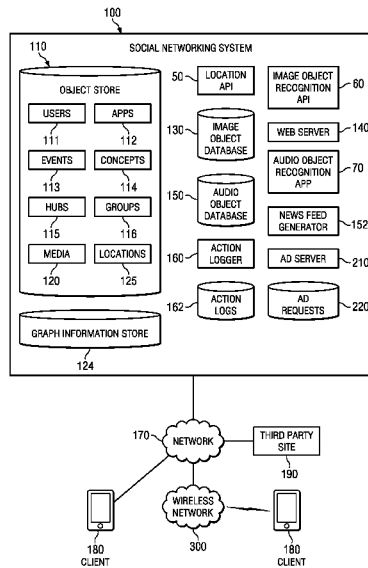 100
110
SOCIAL NETWORKING SYSTEM
OBJECT STORE
USERS
111
APPS
112
EVENTS
113
CONCEPTS
114
HUBS
115
GROUPS
116
MEDIA
120
LOCATIONS
125
GRAPH INFORMATION STORE
124
50
LOCATION
API
IMAGE OBJECT
RECOGNITION
API
60
130
IMAGE
OBJECT
DATABASE
WEB SERVER
140
AUDIO OBJECT
RECOGNITION
APP
70
150
AUDIO
OBJECT
DATABASE
NEWS FEED
GENERATOR
152
160
ACTION
LOGGER
AD SERVER
210
162
ACTION
LOGS
AD
REQUESTS
220
170
NETWORK
THIRD PARTY
SITE
190
WIRELESS
NETWORK
300
180
CLIENT
180
CLIENT